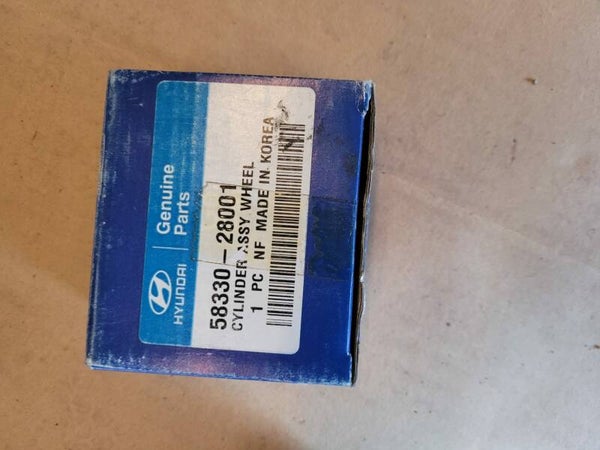 HYUNDAI
Genuine
Parts
58330-28001
CYLINDER ASSY WHEEL
1 PC NF MADE IN KOREA